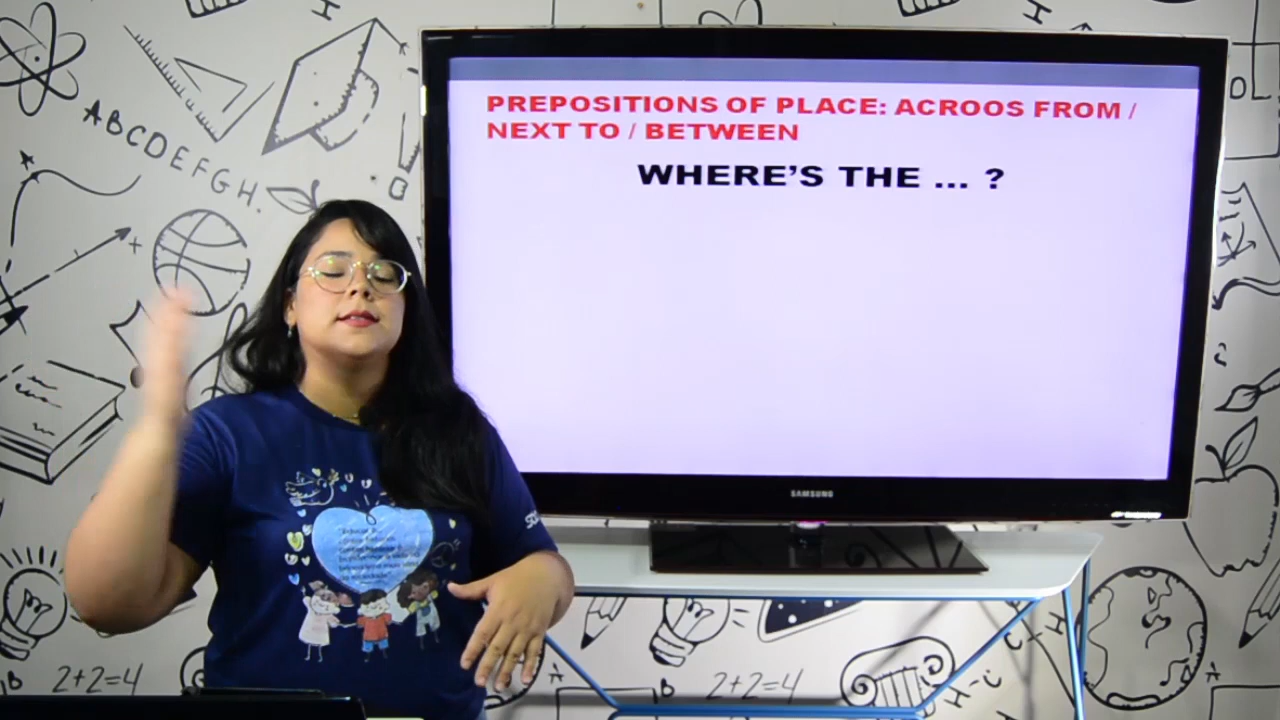 PREPOSITIONS OF PLACE: ACROOS FROM /
NEXT TO / BETWEEN
WHERE'S THE ... ?
SAMSUNG
ABCDEFGH.
2+2=4
B
2+2=4